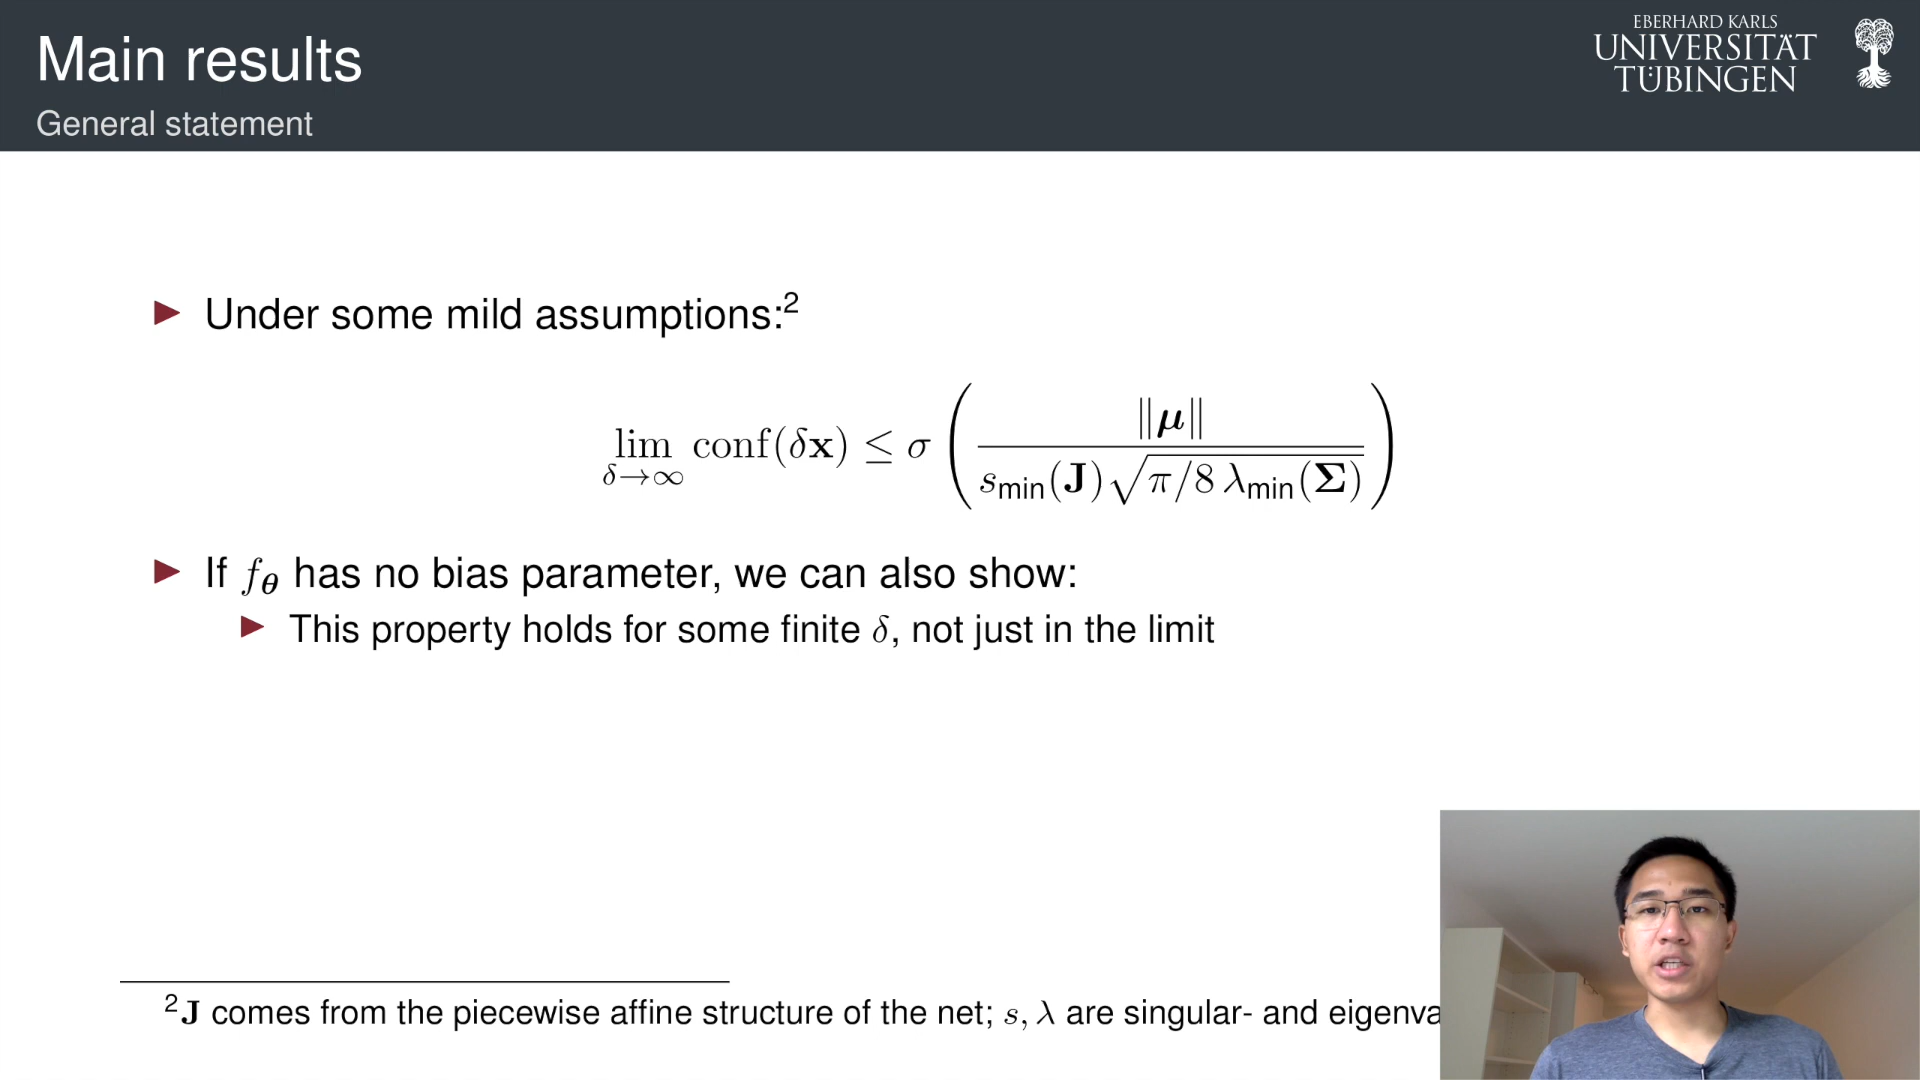 Main results
General statement
EBERHARD KARLS
UNIVERSITÄT
TÜBINGEN
▶ Under some mild assumptions:²
lim δ→∞ conf(δx) ≤ σ ( ‖μ‖ / ( s_min(J) √(π/8 λ_min(Σ)) ) )
▶ If f_θ has no bias parameter, we can also show:
▶ This property holds for some finite δ, not just in the limit
²J comes from the piecewise affine structure of the net; s, λ are singular- and eigenva